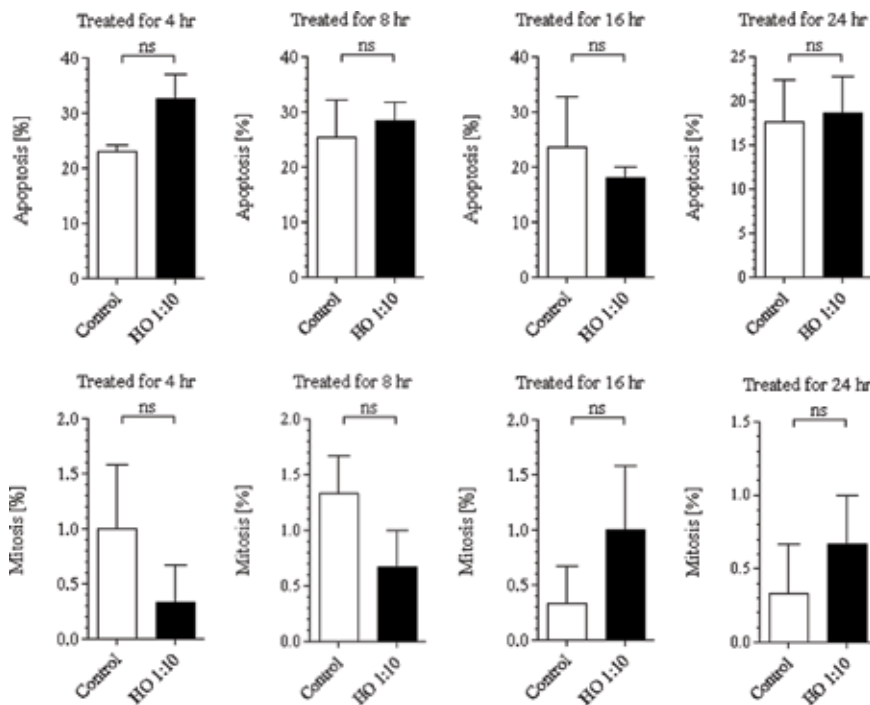 Treated for 4 hr
ns
Apoptosis [%]
40
30
20
10
0
Control
HO 1:10
Treated for 8 hr
ns
Apoptosis [%]
40
30
20
10
0
Control
HO 1:10
Treated for 16 hr
ns
Apoptosis [%]
40
30
20
10
0
Control
HO 1:10
Treated for 24 hr
ns
Apoptosis [%]
25
20
15
10
5
0
Control
HO 1:10
Treated for 4 hr
ns
Mitosis [%]
2.0
1.5
1.0
0.5
0.0
Control
HO 1:10
Treated for 8 hr
ns
Mitosis [%]
2.0
1.5
1.0
0.5
0.0
Control
HO 1:10
Treated for 16 hr
ns
Mitosis [%]
2.0
1.5
1.0
0.5
0.0
Control
HO 1:10
Treated for 24 hr
ns
Mitosis [%]
1.5
1.0
0.5
0.0
Control
HO 1:10